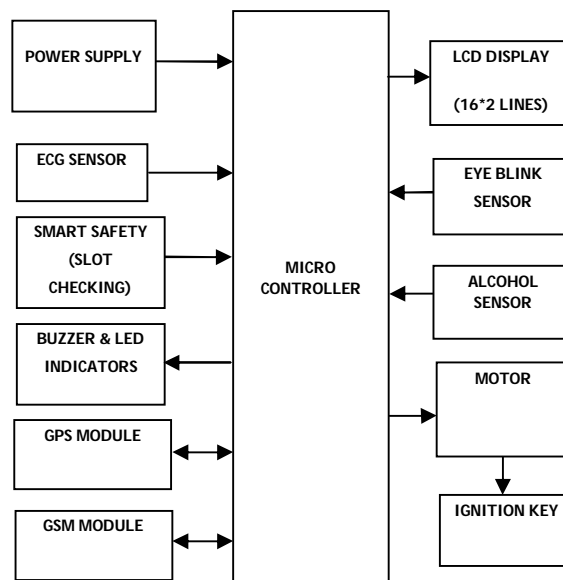 POWER SUPPLY
ECG SENSOR
SMART SAFETY
(SLOT
CHECKING)
BUZZER & LED
INDICATORS
GPS MODULE
GSM MODULE
MICRO
CONTROLLER
LCD DISPLAY
(16*2 LINES)
EYE BLINK
SENSOR
ALCOHOL
SENSOR
MOTOR
IGNITION KEY